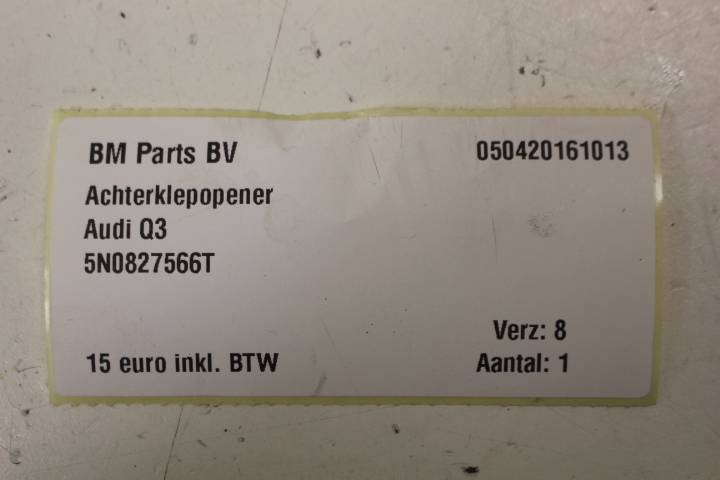 BM Parts BV 050420161013
Achterklepopener
Audi Q3
5N0827566T
Verz: 8
15 euro inkl. BTW Aantal: 1